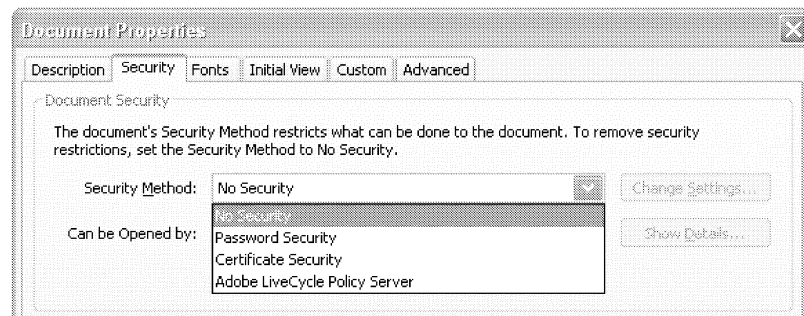 Document Properties
Description Security Fonts Initial View Custom Advanced
Document Security
The document's Security Method restricts what can be done to the document. To remove security
restrictions, set the Security Method to No Security.
Security Method: No Security Change Settings...
No Security
Can be Opened by: Show Details...
Password Security
Certificate Security
Adobe LiveCycle Policy Server